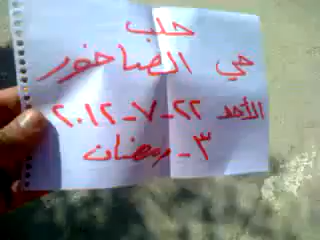 حلب
حي الصاخور
الأحد ٢٢-٧-٢٠١٢
٣- رمضان